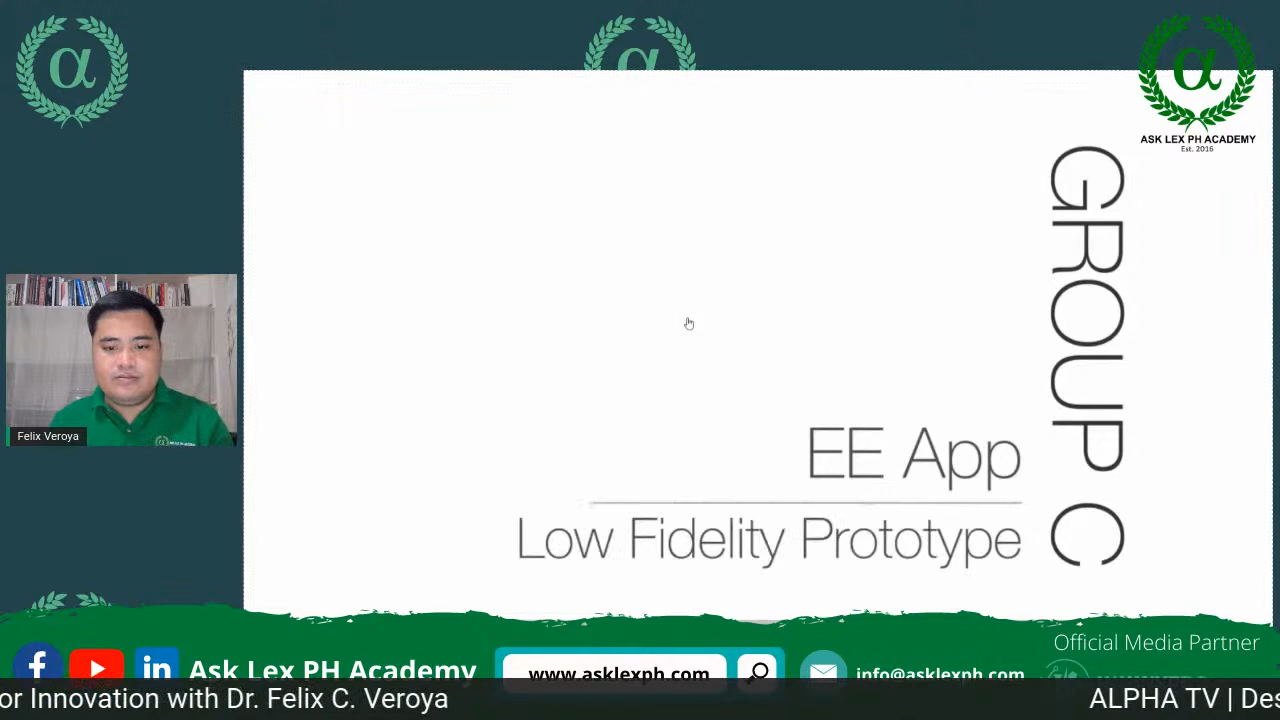 α
α
α
ASK LEX PH ACADEMY
Est. 2016
GROUP C
EE App
Low Fidelity Prototype
Felix Veroya
Official Media Partner
f
in
Ask Lex PH Academy
www.asklexph.com
info@asklexph.com
or Innovation with Dr. Felix C. Veroya
ALPHA TV | Des